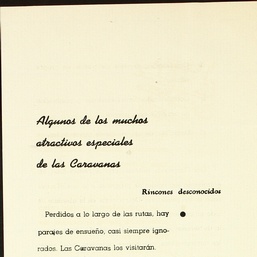 Algunos de los muchos
atractivos especiales
de las Caravanas
Rincones desconocidos
Perdidos a lo largo de las rutas, hay
parajes de ensueño, casi siempre igno-
rados. Las Caravanas los visitarán.